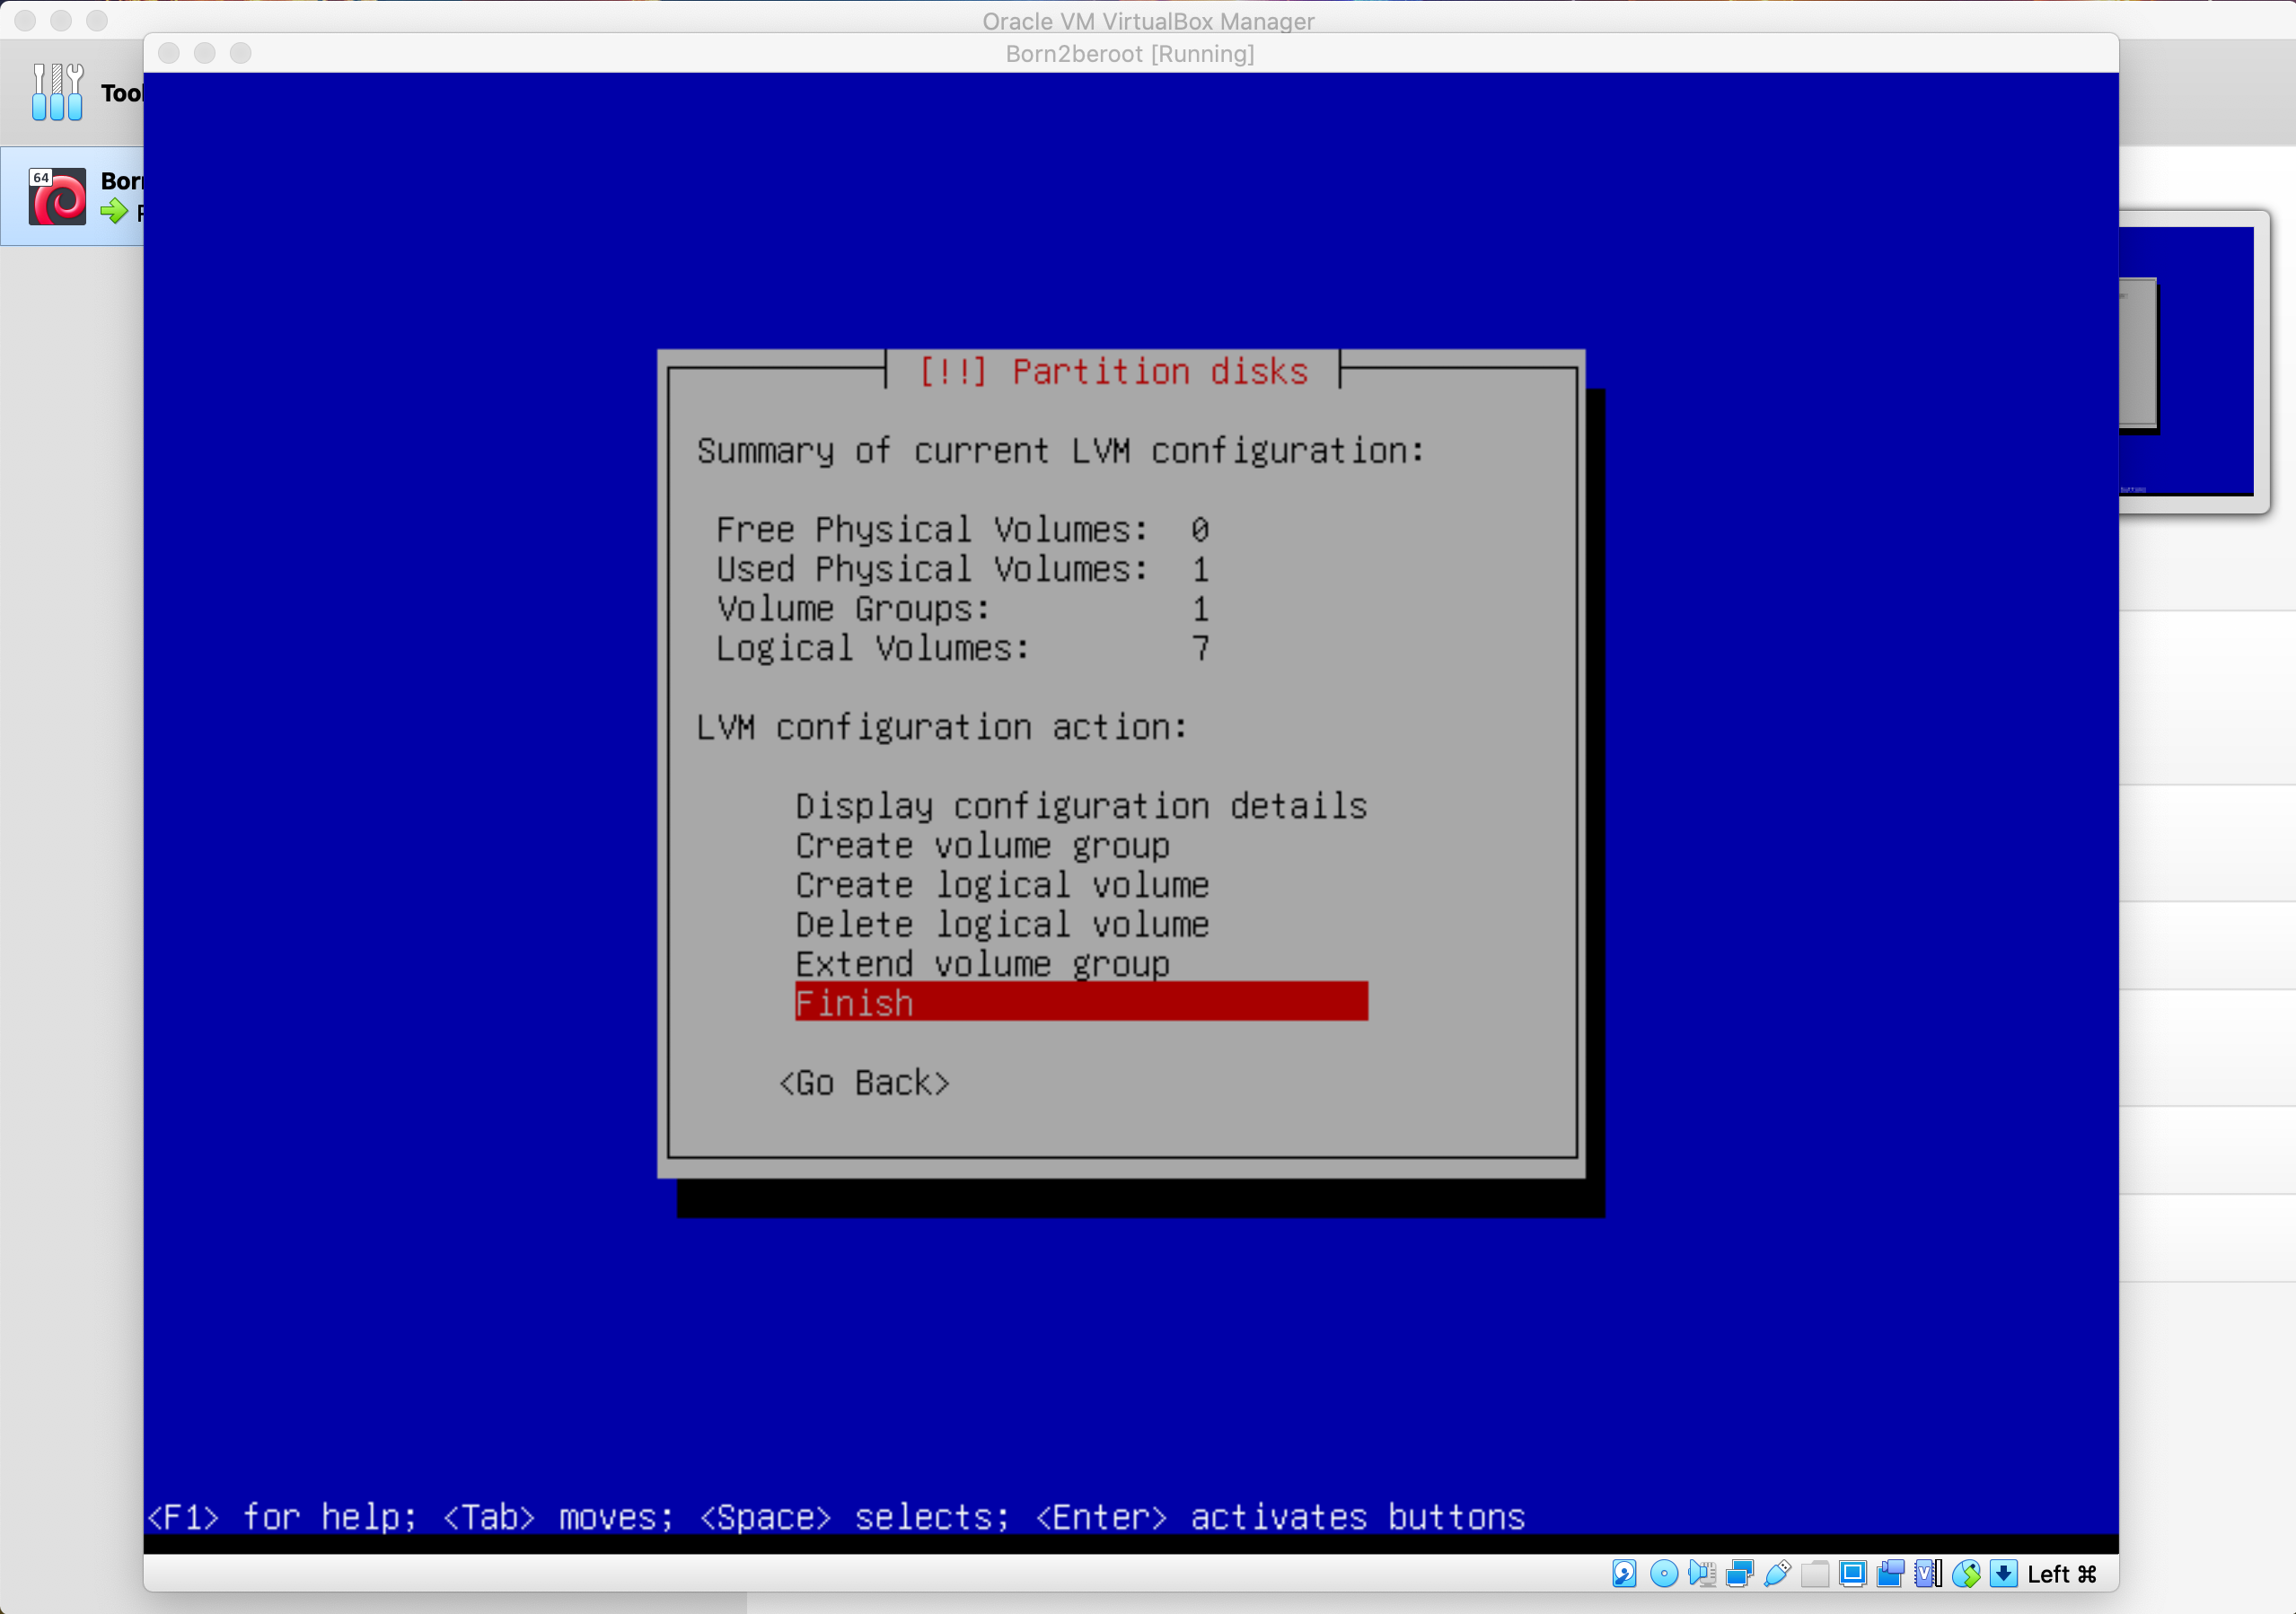 Oracle VM VirtualBox Manager
Born2beroot [Running]
Tool
64
Bor
[!!] Partition disks
Summary of current LVM configuration:
Free Physical Volumes: 0
Used Physical Volumes: 1
Volume Groups: 1
Logical Volumes: 7
LVM configuration action:
Display configuration details
Create volume group
Create logical volume
Delete logical volume
Extend volume group
Finish
<Go Back>
<F1> for help; <Tab> moves; <Space> selects; <Enter> activates buttons
Left ⌘